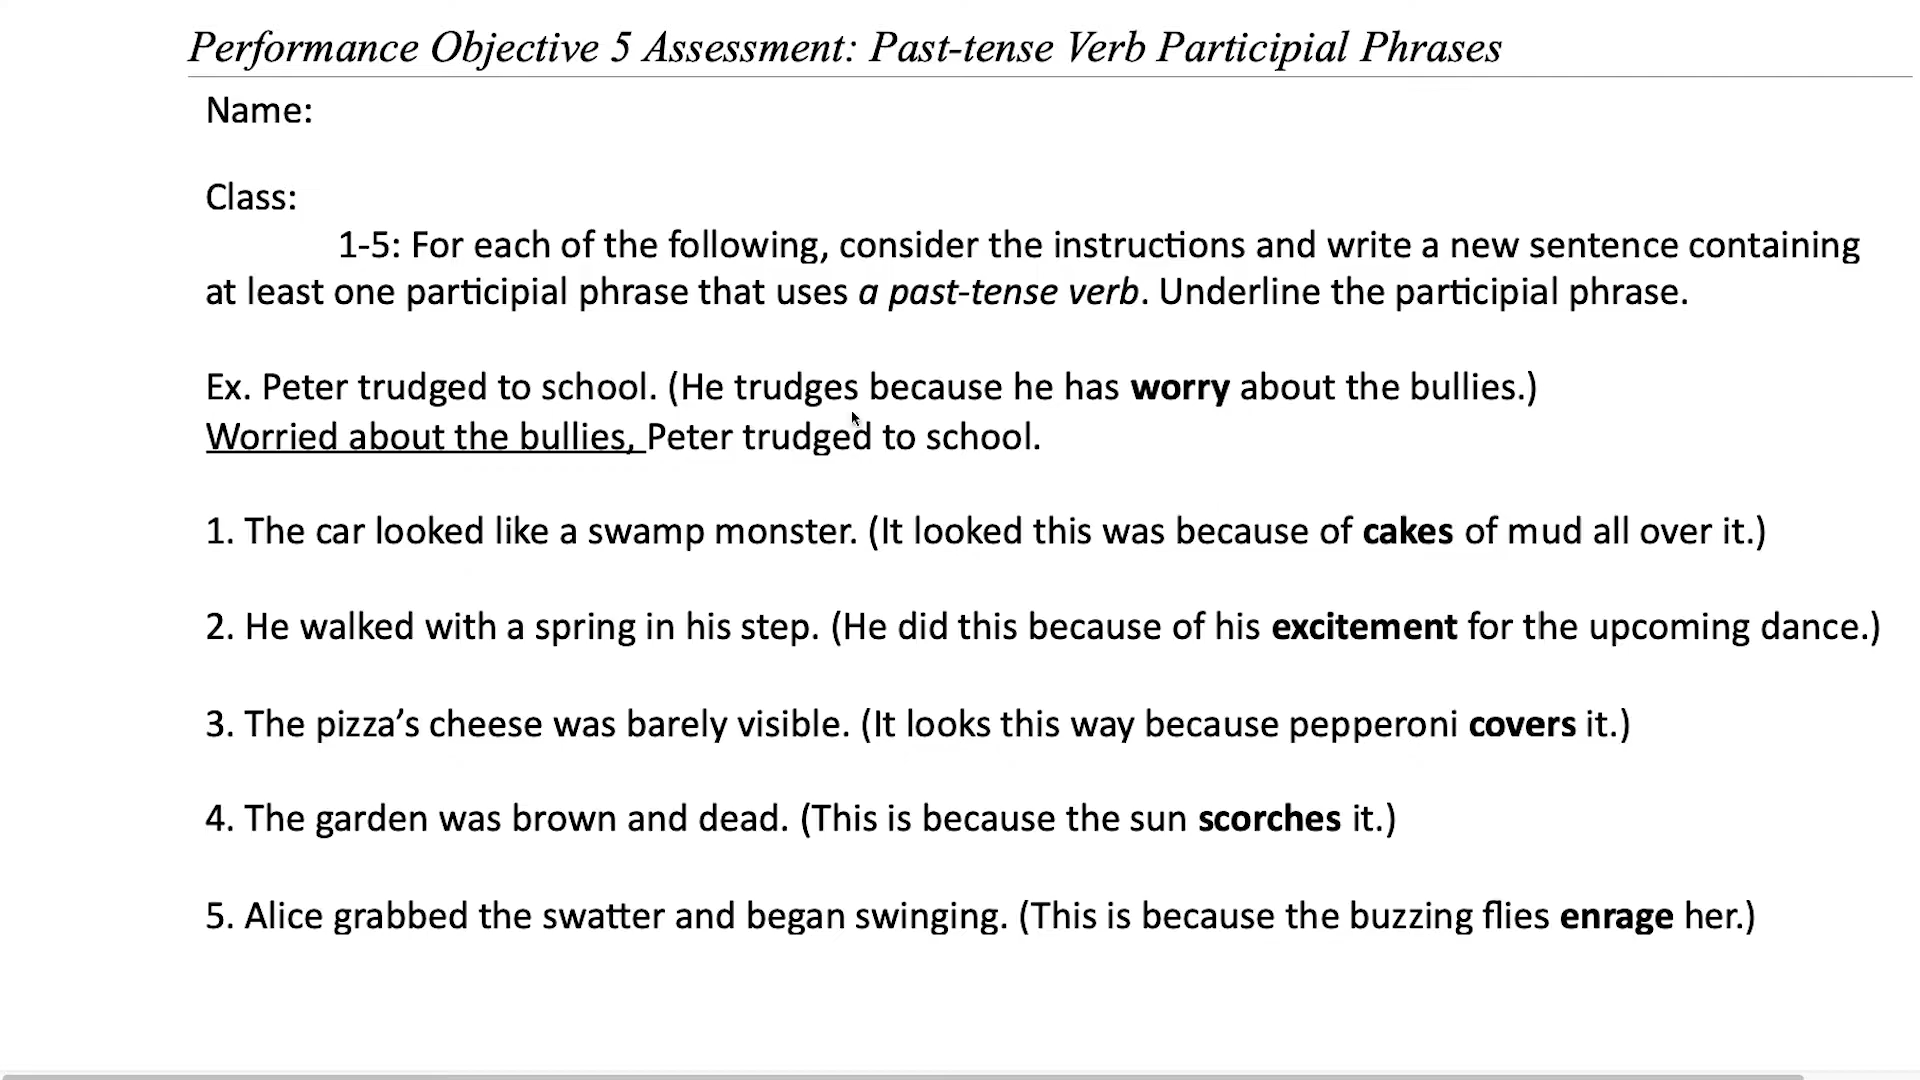 Performance Objective 5 Assessment: Past-tense Verb Participial Phrases
Name:
Class:
1-5: For each of the following, consider the instructions and write a new sentence containing
at least one participial phrase that uses a past-tense verb. Underline the participial phrase.
Ex. Peter trudged to school. (He trudges because he has worry about the bullies.)
Worried about the bullies, Peter trudged to school.
1. The car looked like a swamp monster. (It looked this was because of cakes of mud all over it.)
2. He walked with a spring in his step. (He did this because of his excitement for the upcoming dance.)
3. The pizza’s cheese was barely visible. (It looks this way because pepperoni covers it.)
4. The garden was brown and dead. (This is because the sun scorches it.)
5. Alice grabbed the swatter and began swinging. (This is because the buzzing flies enrage her.)